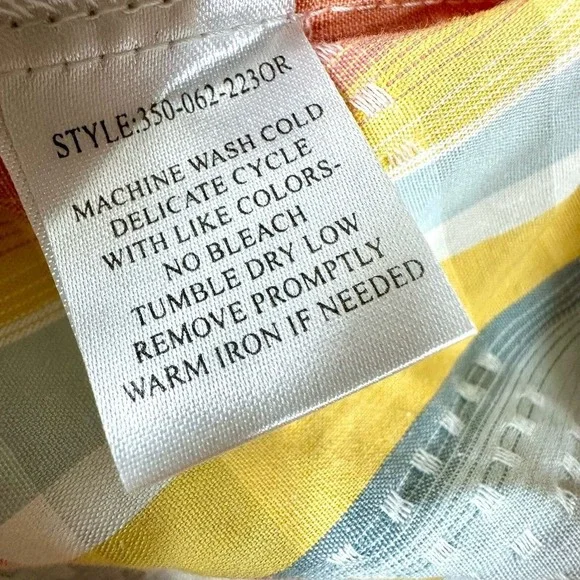 STYLE:350-062-223OR
MACHINE WASH COLD
DELICATE CYCLE
WITH LIKE COLORS-
NO BLEACH
TUMBLE DRY LOW
REMOVE PROMPTLY
WARM IRON IF NEEDED